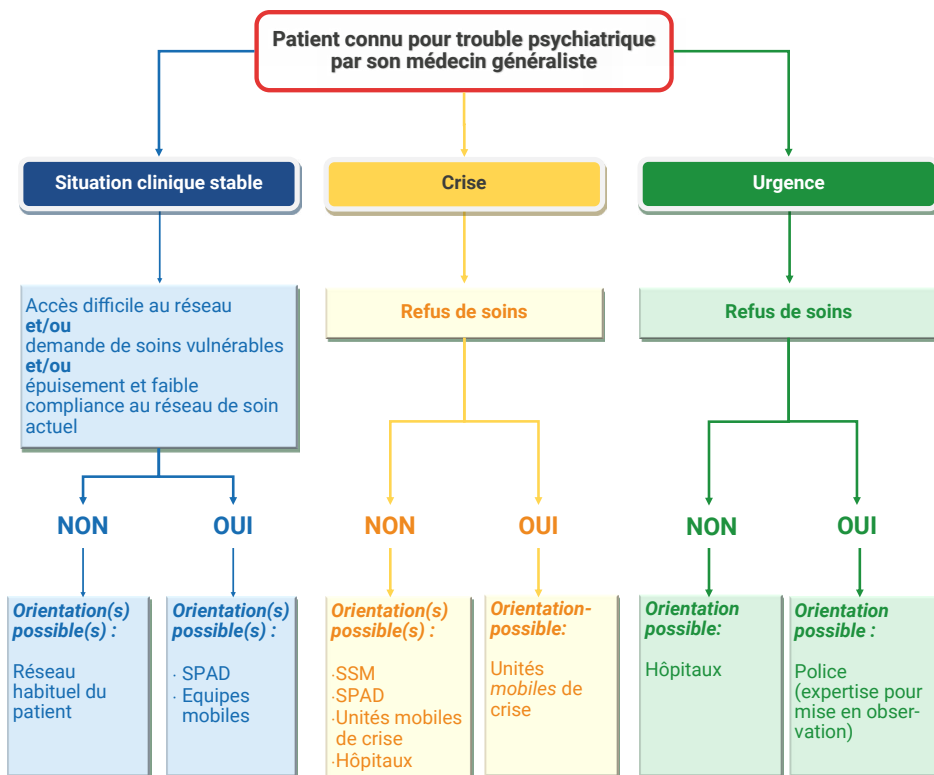 Patient connu pour trouble psychiatrique
par son médecin généraliste
Situation clinique stable
Crise
Urgence
Accès difficile au réseau
et/ou
demande de soins vulnérables
et/ou
épuisement et faible
compliance au réseau de soin
actuel
Refus de soins
Refus de soins
NON
OUI
NON
OUI
NON
OUI
Orientation(s)
possible(s) :
Réseau
habituel du
patient
Orientation(s)
possible(s) :
· SPAD
· Equipes
mobiles
Orientation(s)
possible(s) :
·SSM
·SPAD
·Unités mobiles
de crise
·Hôpitaux
Orientation-
possible:
Unités
mobiles de
crise
Orientation
possible:
Hôpitaux
Orientation
possible :
Police
(expertise pour
mise en obser-
vation)